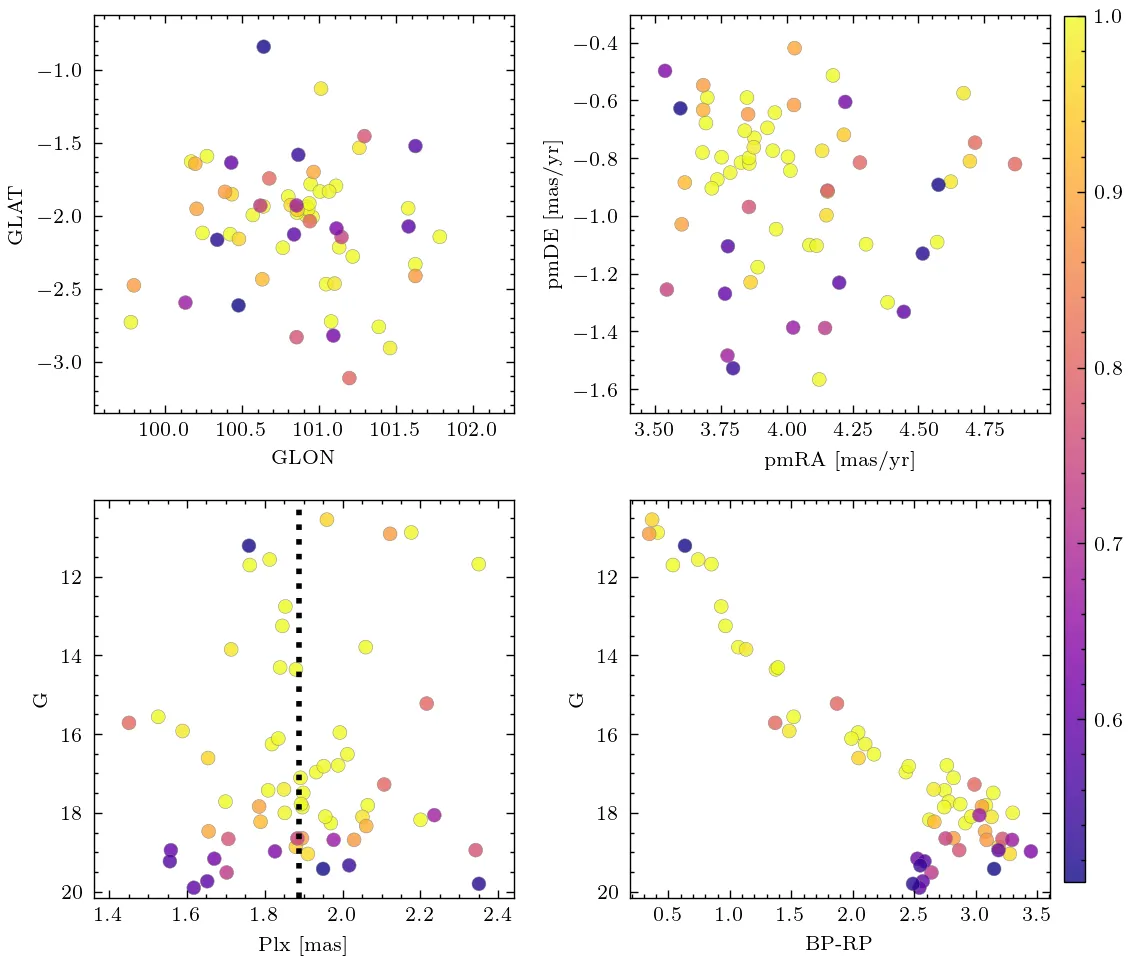 −1.0
−1.5
−2.0
−2.5
−3.0
GLAT
100.0 100.5 101.0 101.5 102.0
GLON
−0.4
−0.6
−0.8
−1.0
−1.2
−1.4
−1.6
pmDE [mas/yr]
3.50 3.75 4.00 4.25 4.50 4.75
pmRA [mas/yr]
1.0
0.9
0.8
0.7
0.6
12
14
16
18
20
G
1.4 1.6 1.8 2.0 2.2 2.4
Plx [mas]
12
14
16
18
20
G
0.5 1.0 1.5 2.0 2.5 3.0 3.5
BP-RP